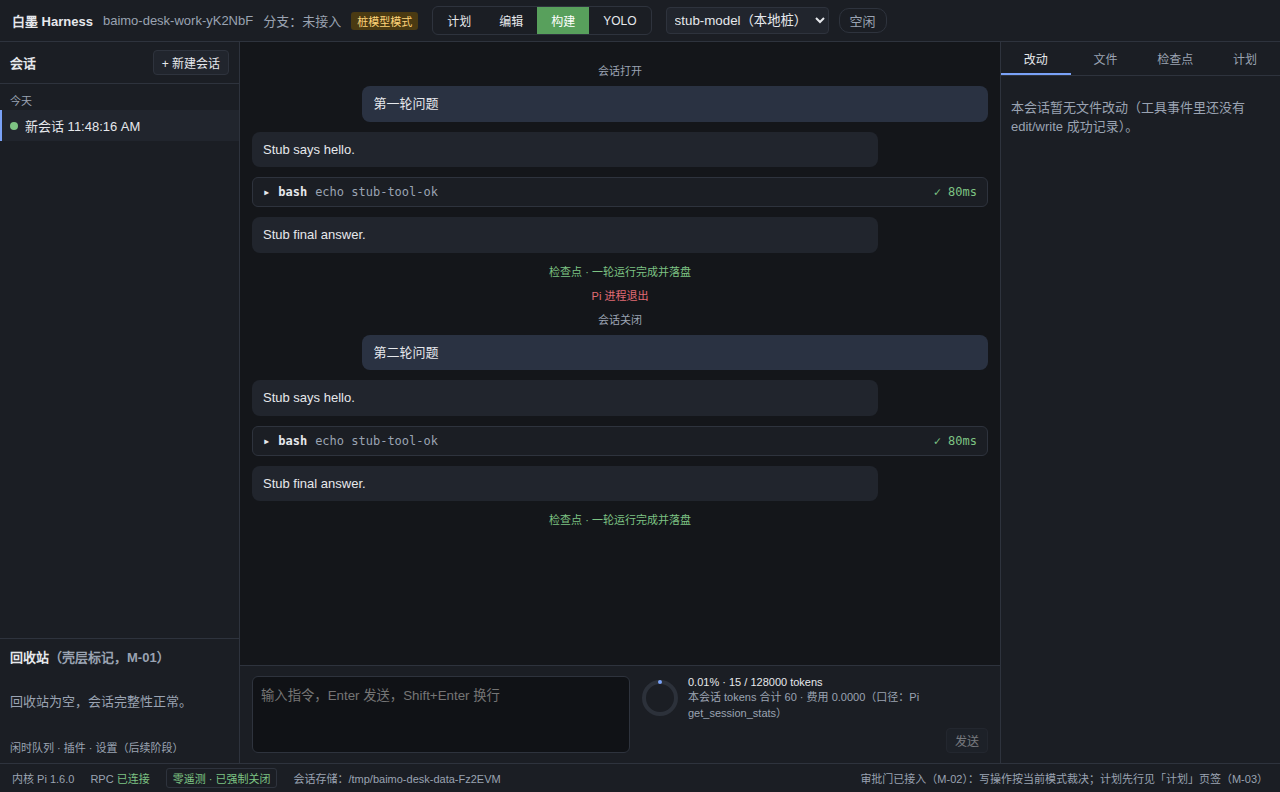 白墨 Harness baimo-desk-work-yK2NbF 分支：未接入 桩模型模式 计划 编辑 构建 YOLO stub-model（本地桩） 空闲
会话 + 新建会话
今天
新会话 11:48:16 AM
会话打开
第一轮问题
Stub says hello.
▸ bash echo stub-tool-ok ✓ 80ms
Stub final answer.
检查点 · 一轮运行完成并落盘
Pi 进程退出
会话关闭
第二轮问题
Stub says hello.
▸ bash echo stub-tool-ok ✓ 80ms
Stub final answer.
检查点 · 一轮运行完成并落盘
改动 文件 检查点 计划
本会话暂无文件改动（工具事件里还没有
edit/write 成功记录）。
回收站（壳层标记，M-01）
回收站为空，会话完整性正常。
闲时队列 · 插件 · 设置（后续阶段）
输入指令，Enter 发送，Shift+Enter 换行
0.01% · 15 / 128000 tokens
本会话 tokens 合计 60 · 费用 0.0000（口径：Pi
get_session_stats）
发送
内核 Pi 1.6.0 RPC 已连接 零遥测 · 已强制关闭 会话存储：/tmp/baimo-desk-data-Fz2EVM 审批门已接入（M-02）：写操作按当前模式裁决；计划先行见「计划」页签（M-03）